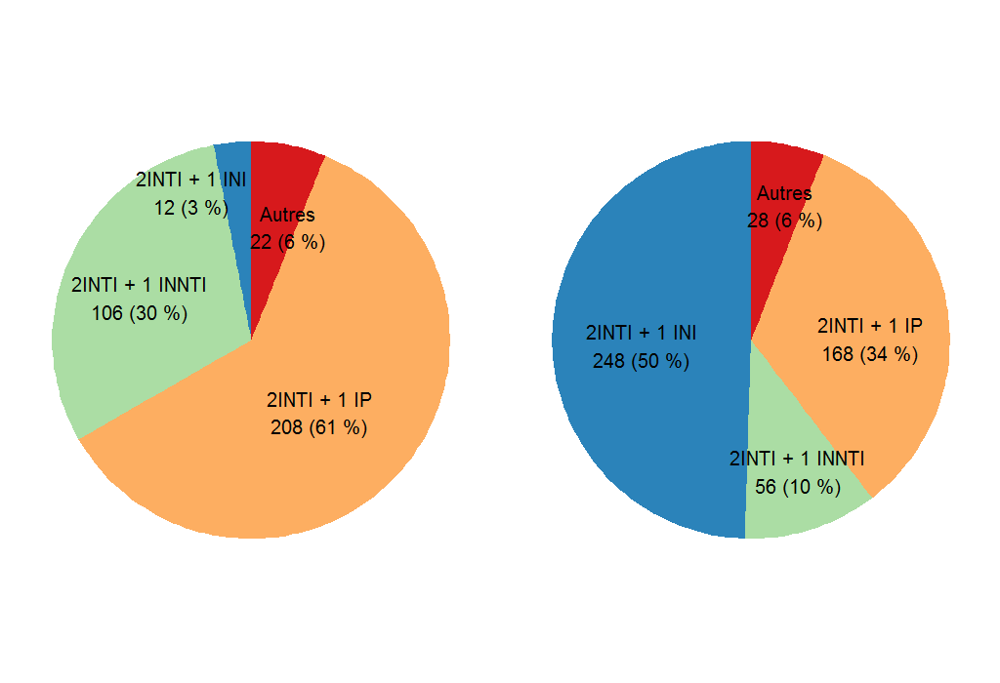 2INTI + 1 INI
12 (3 %)
Autres
22 (6 %)
2INTI + 1 INNTI
106 (30 %)
2INTI + 1 IP
208 (61 %)
Autres
28 (6 %)
2INTI + 1 INI
248 (50 %)
2INTI + 1 IP
168 (34 %)
2INTI + 1 INNTI
56 (10 %)